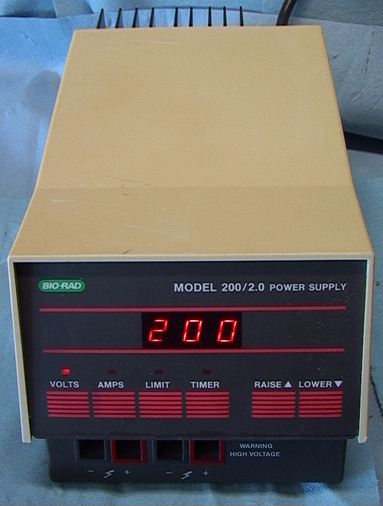 BIO-RAD
MODEL 200/2.0 POWER SUPPLY
200
VOLTS AMPS LIMIT TIMER RAISE ▲ LOWER ▼
WARNING
HIGH VOLTAGE
− + − +